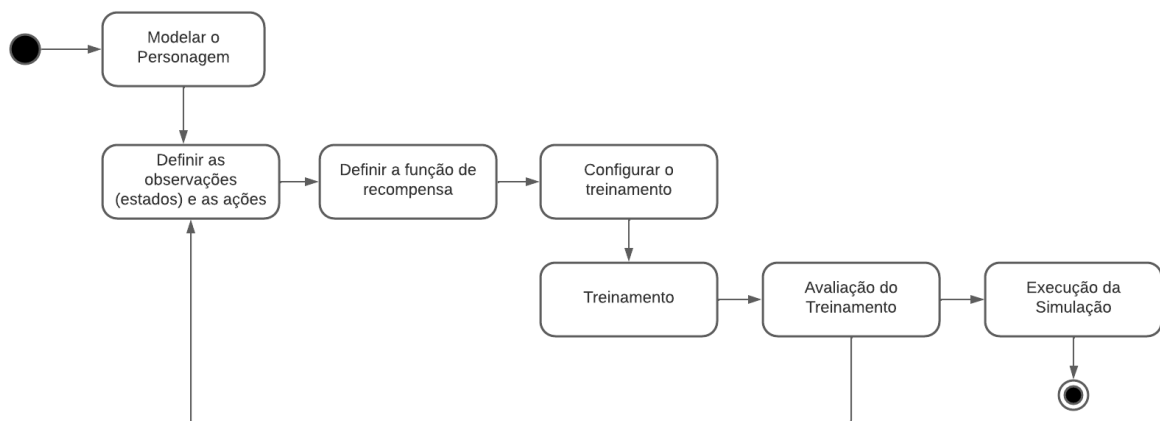 Modelar o
Personagem
Definir as
observações
(estados) e as ações
Definir a função de
recompensa
Configurar o
treinamento
Treinamento
Avaliação do
Treinamento
Execução da
Simulação